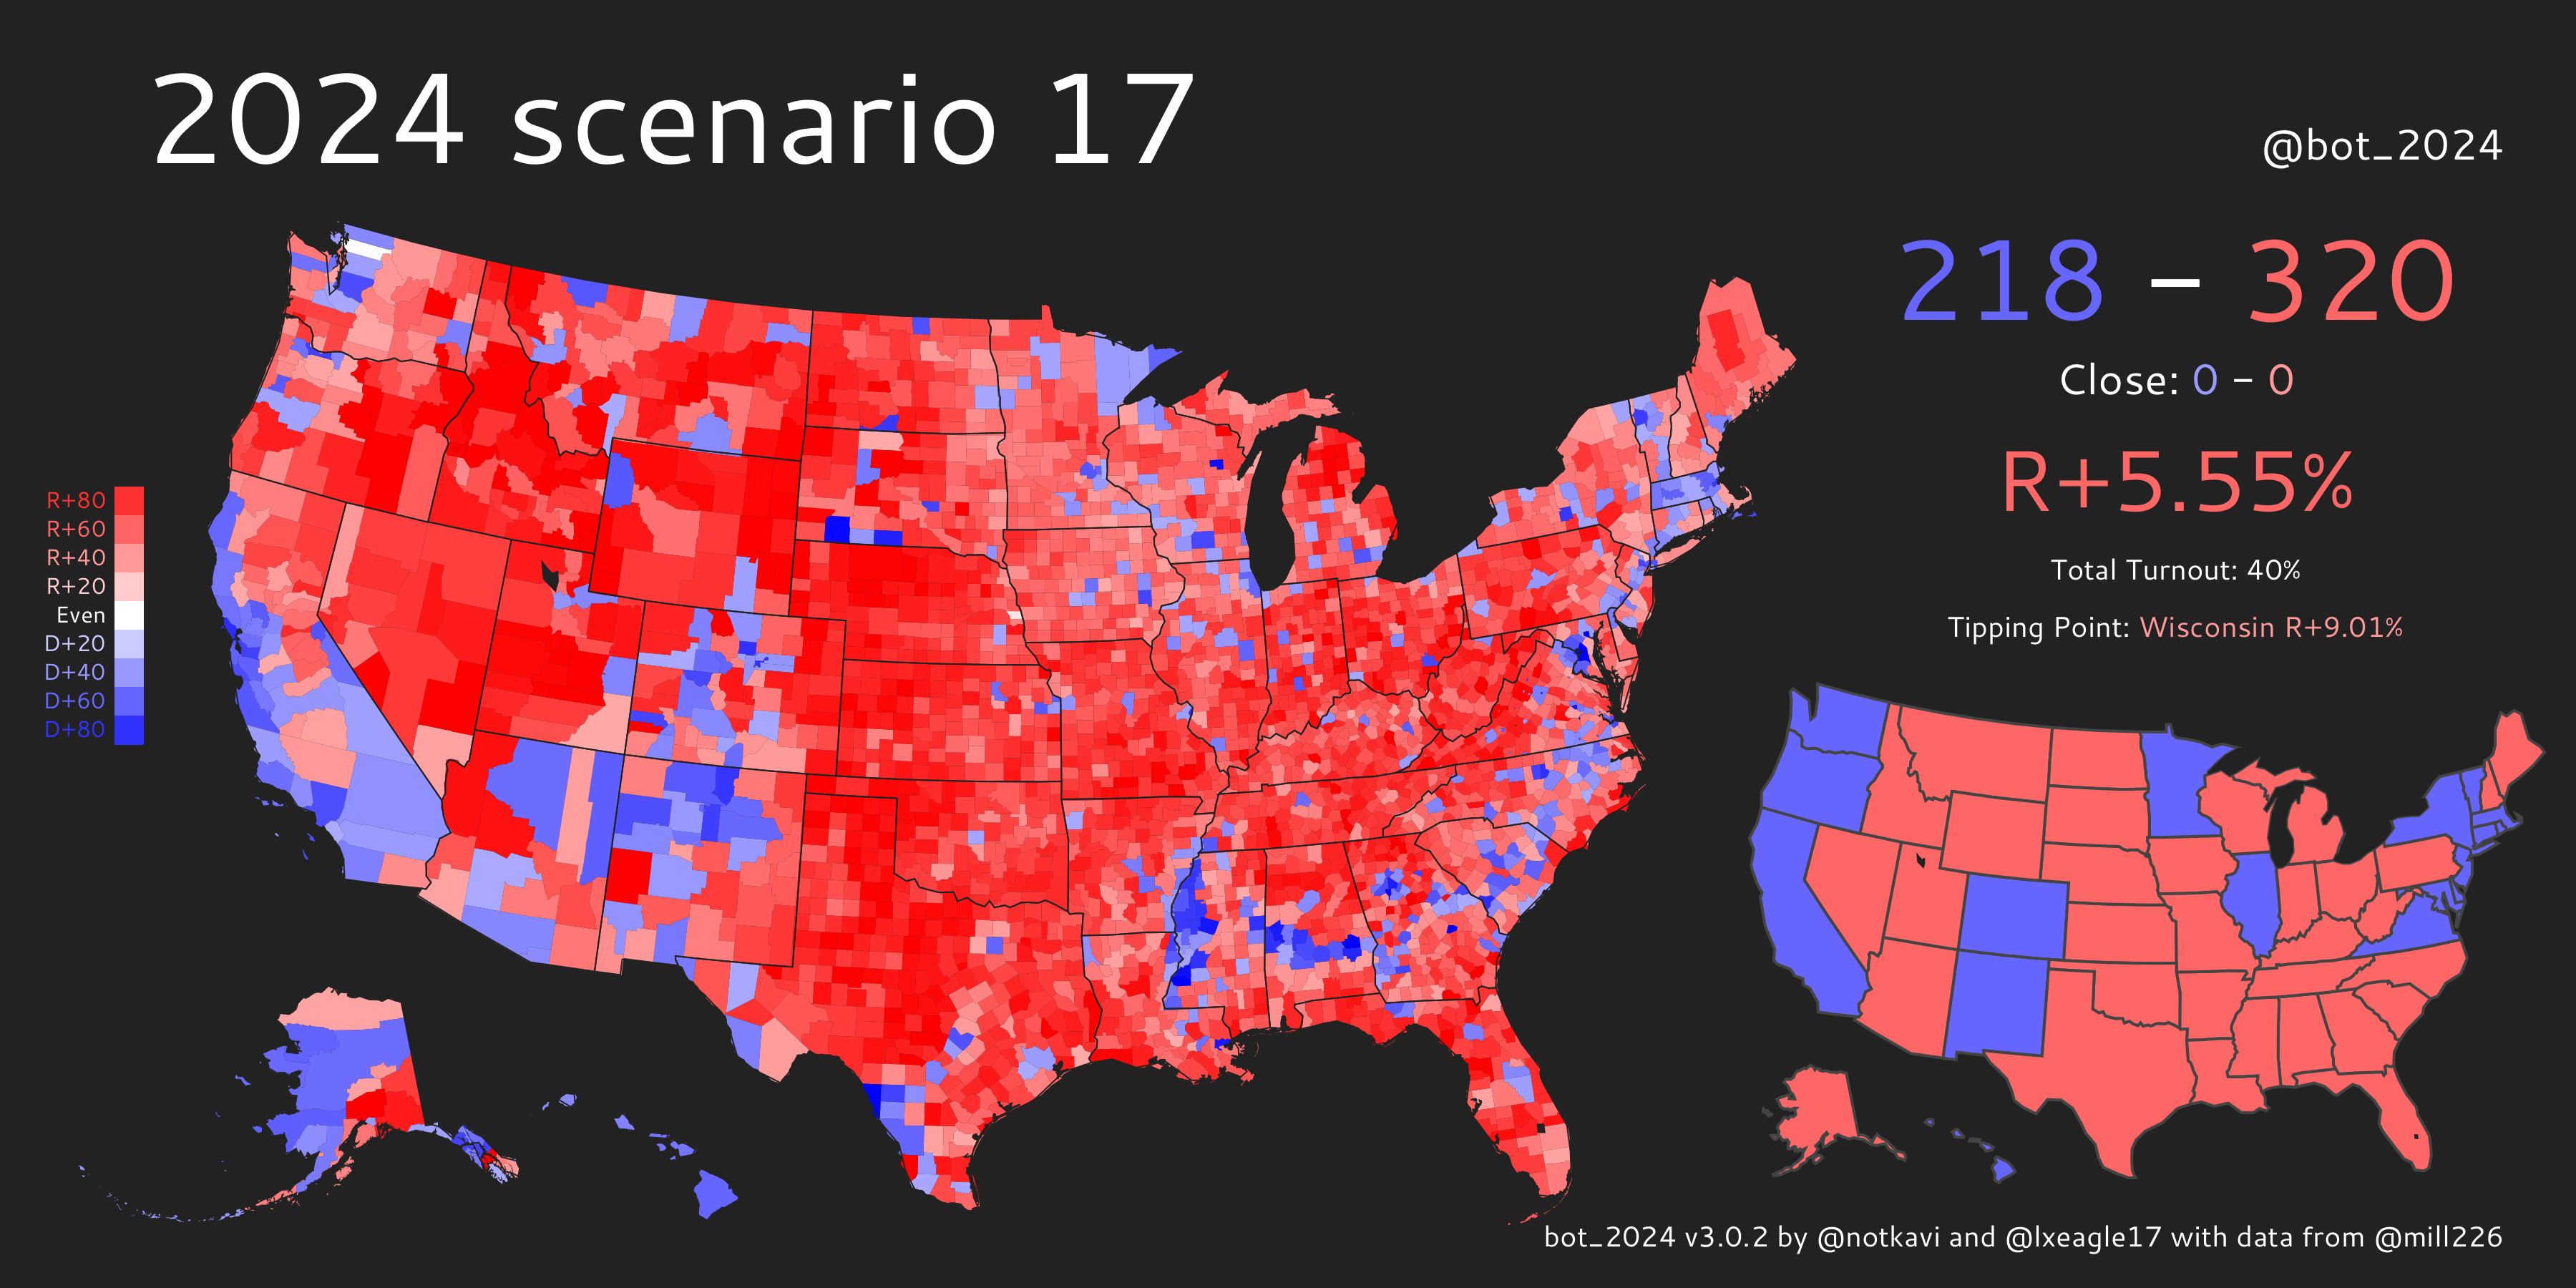 2024 scenario 17
@bot_2024
218 - 320
Close: 0 - 0
R+5.55%
Total Turnout: 40%
Tipping Point: Wisconsin R+9.01%
R+80
R+60
R+40
R+20
Even
D+20
D+40
D+60
D+80
bot_2024 v3.0.2 by @notkavi and @lxeagle17 with data from @mill226